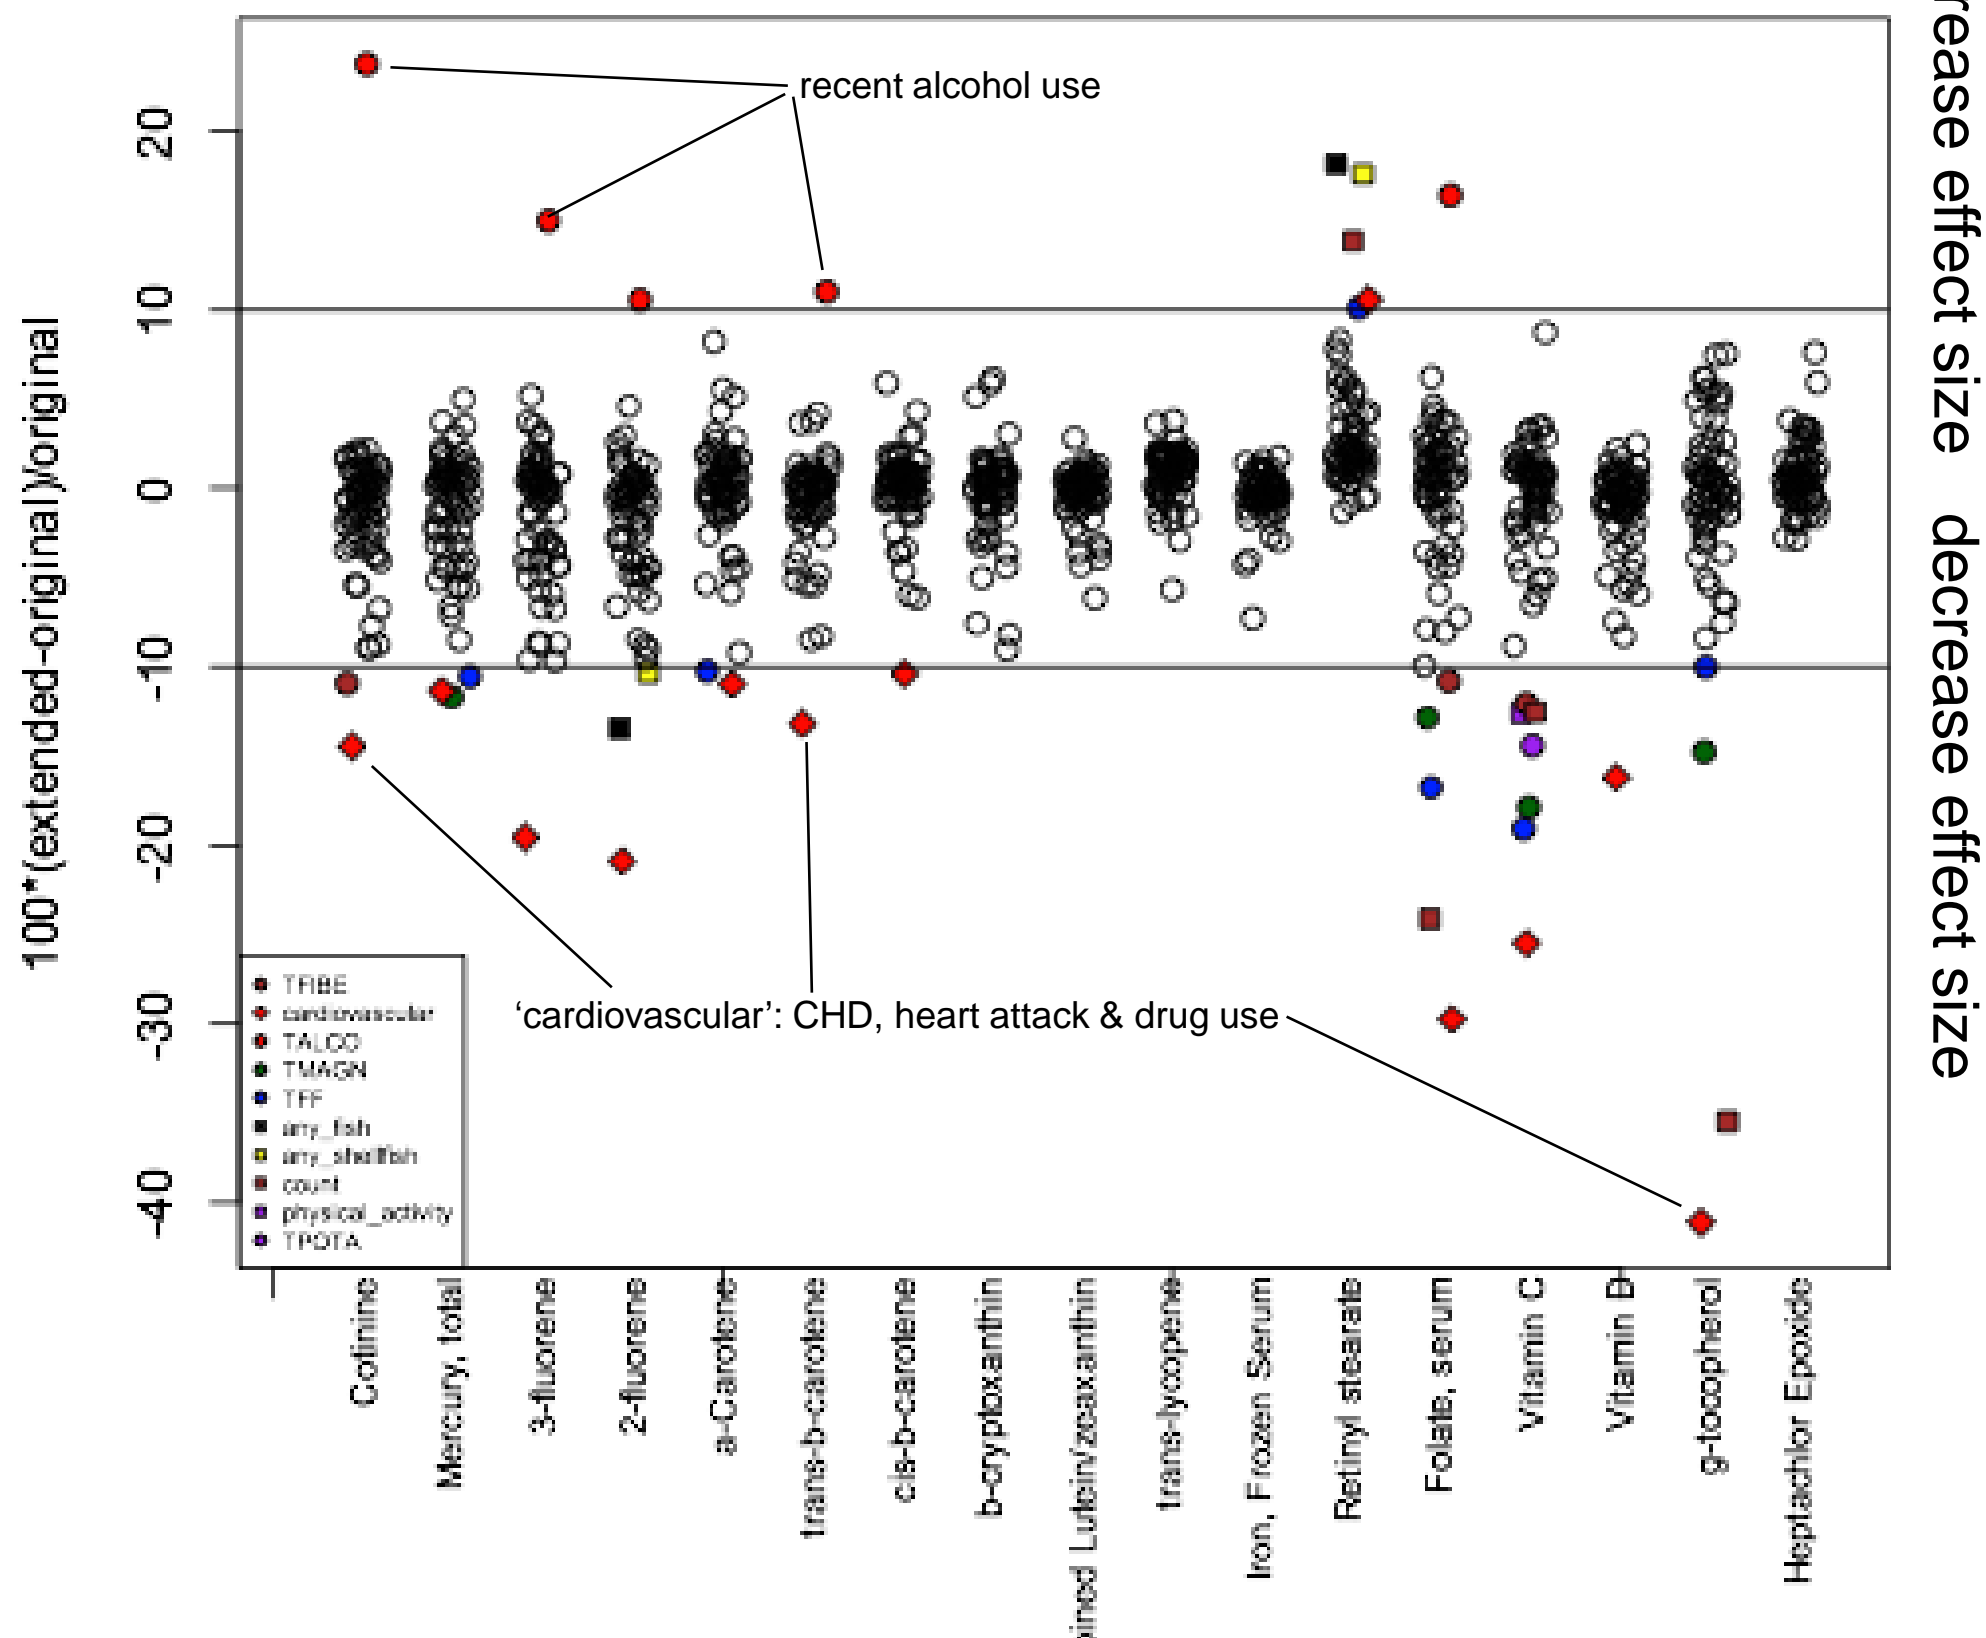 100*(extended-original)/original
20
10
0
-10
-20
-30
-40
recent alcohol use
'cardiovascular': CHD, heart attack & drug use
TFIBE
cardiovascular
TALCO
TMAGN
TFF
any_fish
any_shellfish
count
physical_activity
TPOTA
Cotinine
Mercury, total
3-fluorene
2-fluorene
a-Carotene
trans-b-carotene
cis-b-carotene
b-cryptoxanthin
Lutein/zeaxanthin
trans-lycopene
Iron, Frozen Serum
Retinyl stearate
Folate, serum
Vitamin C
Vitamin D
g-tocopherol
Heptachlor Epoxide
effect size
decrease effect size